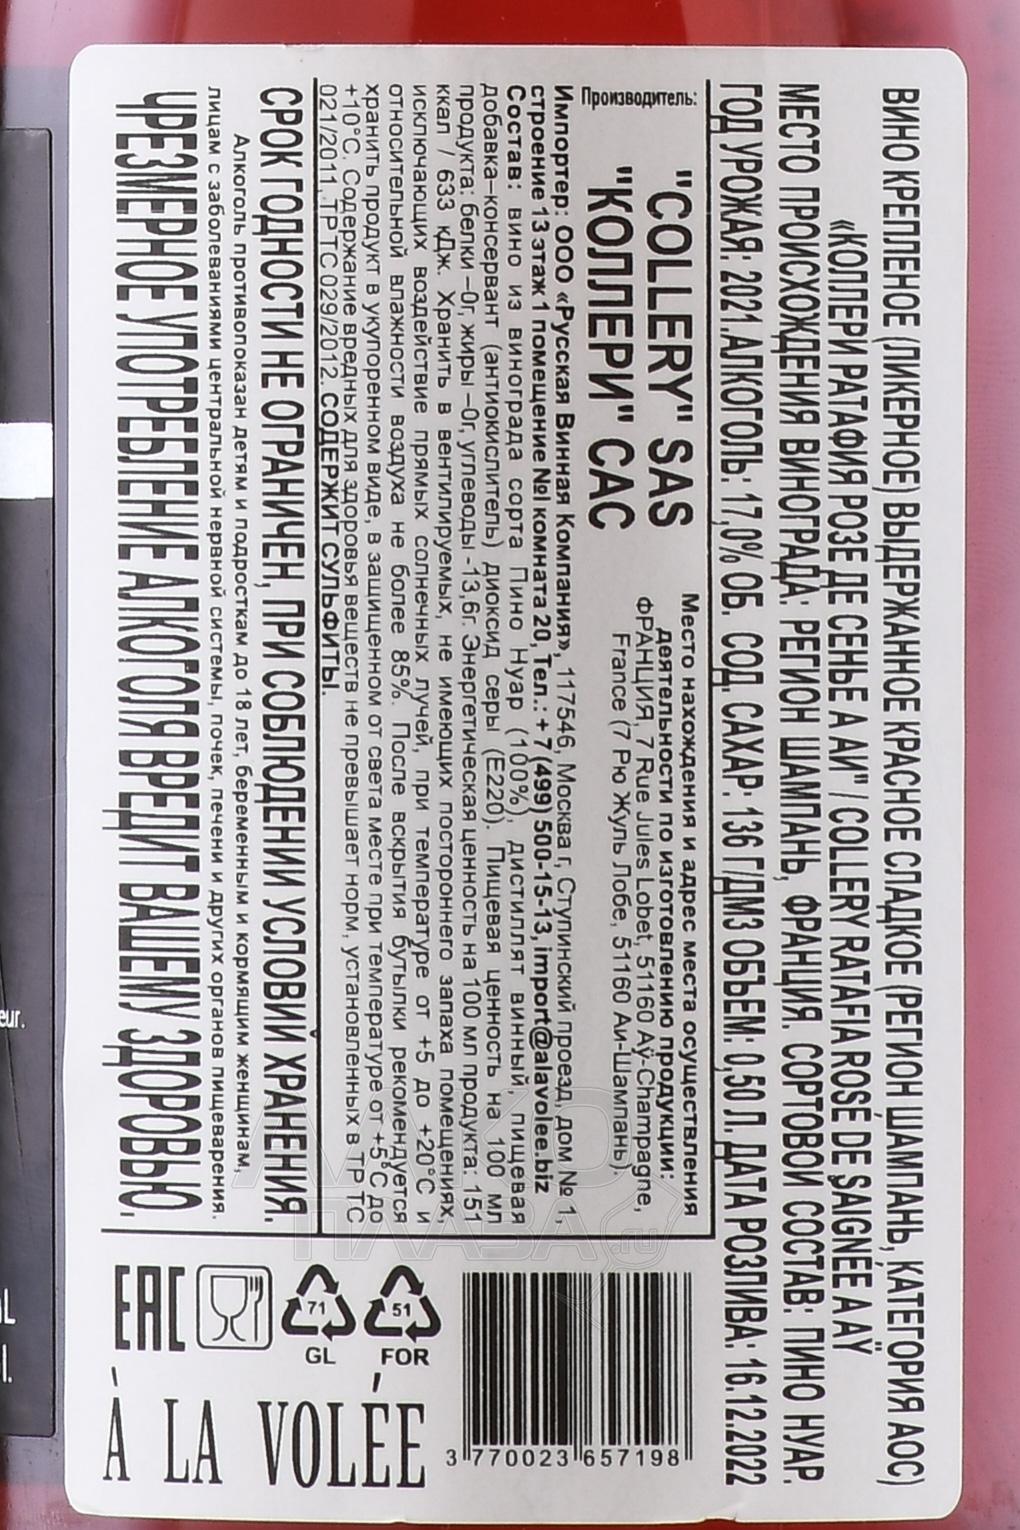 ВИНО КРЕПЛЕНОЕ (ЛИКЕРНОЕ) ВЫДЕРЖАННОЕ КРАСНОЕ СЛАДКОЕ (РЕГИОН ШАМПАНЬ, КАТЕГОРИЯ АОС)
«КОЛЛЕРИ РАТАФИЯ РОЗЕ ДЕ СЕНЬЕ А АИ" / COLLERY RATAFIA ROSÉ DE SAIGNÉE A AŸ
МЕСТО ПРОИСХОЖДЕНИЯ ВИНОГРАДА: РЕГИОН ШАМПАНЬ, ФРАНЦИЯ. СОРТОВОЙ СОСТАВ: ПИНО НУАР.
ГОД УРОЖАЯ: 2021.АЛКОГОЛЬ: 17,0% ОБ. СОД. САХАР: 136 Г/ДМ3 ОБЪЕМ: 0,50 Л. ДАТА РОЗЛИВА: 16.12.2022
Производитель:
"COLLERY" SAS
"КОЛЛЕРИ" САС
Место нахождения и адрес места осуществления
деятельности по изготовлению продукции:
ФРАНЦИЯ, 7 Rue Jules Lobet, 51160 Aÿ-Champagne,
France (7 Рю Жуль Лобе, 51160 Аи-Шампань).
Импортер: ООО «Русская Винная Компания», 117546, Москва г, Ступинский проезд, дом № 1,
строение 13 этаж 1 помещение №I комната 20, Тел.: + 7 (499) 500-15-13, import@alavolee.biz
Состав: вино из винограда сорта Пино Нуар (100%), дистиллят винный, пищевая
добавка–консервант (антиокислитель) диоксид серы (Е220). Пищевая ценность на 100 мл
продукта: белки –0г, жиры –0г, углеводы -13,6г. Энергетическая ценность на 100 мл продукта: 151
ккал / 633 кДж. Хранить в вентилируемых, не имеющих постороннего запаха помещениях,
исключающих воздействие прямых солнечных лучей, при температуре от +5 до +20°С и
относительной влажности воздуха не более 85%. После вскрытия бутылки рекомендуется
хранить продукт в укупоренном виде, в защищенном от света месте при температуре от +5°С до
+10°С. Содержание вредных для здоровья веществ не превышает норм, установленных в ТР ТС
021/2011, ТР ТС 029/2012. СОДЕРЖИТ СУЛЬФИТЫ.
СРОК ГОДНОСТИ НЕ ОГРАНИЧЕН, ПРИ СОБЛЮДЕНИИ УСЛОВИЙ ХРАНЕНИЯ.
Алкоголь противопоказан детям и подросткам до 18 лет, беременным и кормящим женщинам,
лицам с заболеваниями центральной нервной системы, почек, печени и других органов пищеварения.
ЧРЕЗМЕРНОЕ УПОТРЕБЛЕНИЕ АЛКОГОЛЯ ВРЕДИТ ВАШЕМУ ЗДОРОВЬЮ.
EAC
71
GL
51
FOR
3 770023 657198
À LA VOLÉE
АЛКО
ПЛАЗА.ru
eur.